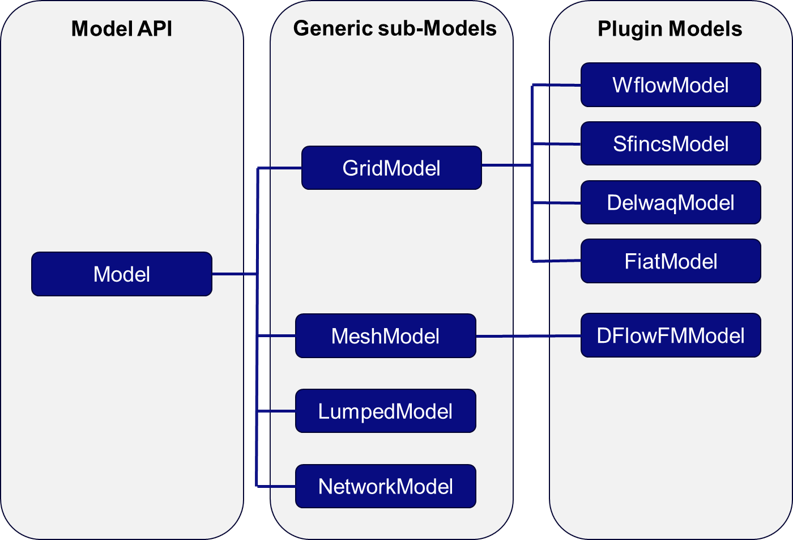 Model API
Generic sub-Models
Plugin Models
Model
GridModel
MeshModel
LumpedModel
NetworkModel
WflowModel
SfincsModel
DelwaqModel
FiatModel
DFlowFMModel